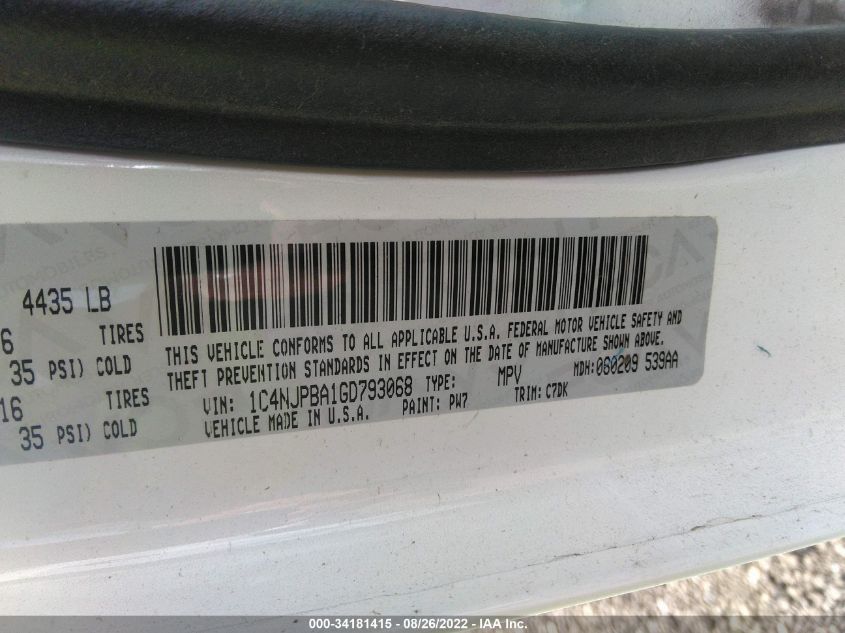 4435 LB
6 TIRES
35 PSI) COLD
16 TIRES
35 PSI) COLD
THIS VEHICLE CONFORMS TO ALL APPLICABLE U.S.A. FEDERAL MOTOR VEHICLE SAFETY AND
THEFT PREVENTION STANDARDS IN EFFECT ON THE DATE OF MANUFACTURE SHOWN ABOVE.
VIN: 1C4NJPBA1GD793068 TYPE: MPV MDH: 060209 539AA
VEHICLE MADE IN U.S.A. PAINT: PW7 TRIM: C7DK
000-34181415 - 08/26/2022 - IAA Inc.